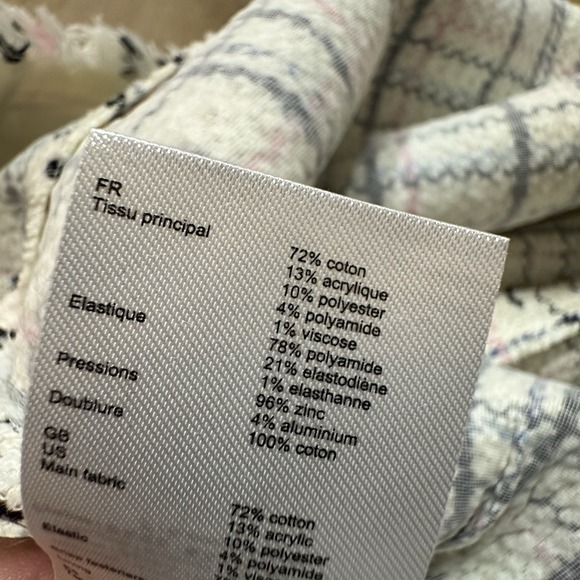 FR
Tissu principal
72% coton
13% acrylique
10% polyester
4% polyamide
1% viscose
Elastique
78% polyamide
21% elastodiène
1% elasthanne
Pressions
96% zinc
4% aluminium
Doublure
100% coton
GB
US
Main fabric
72% cotton
13% acrylic
10% polyester
4% polyamide
Elastic